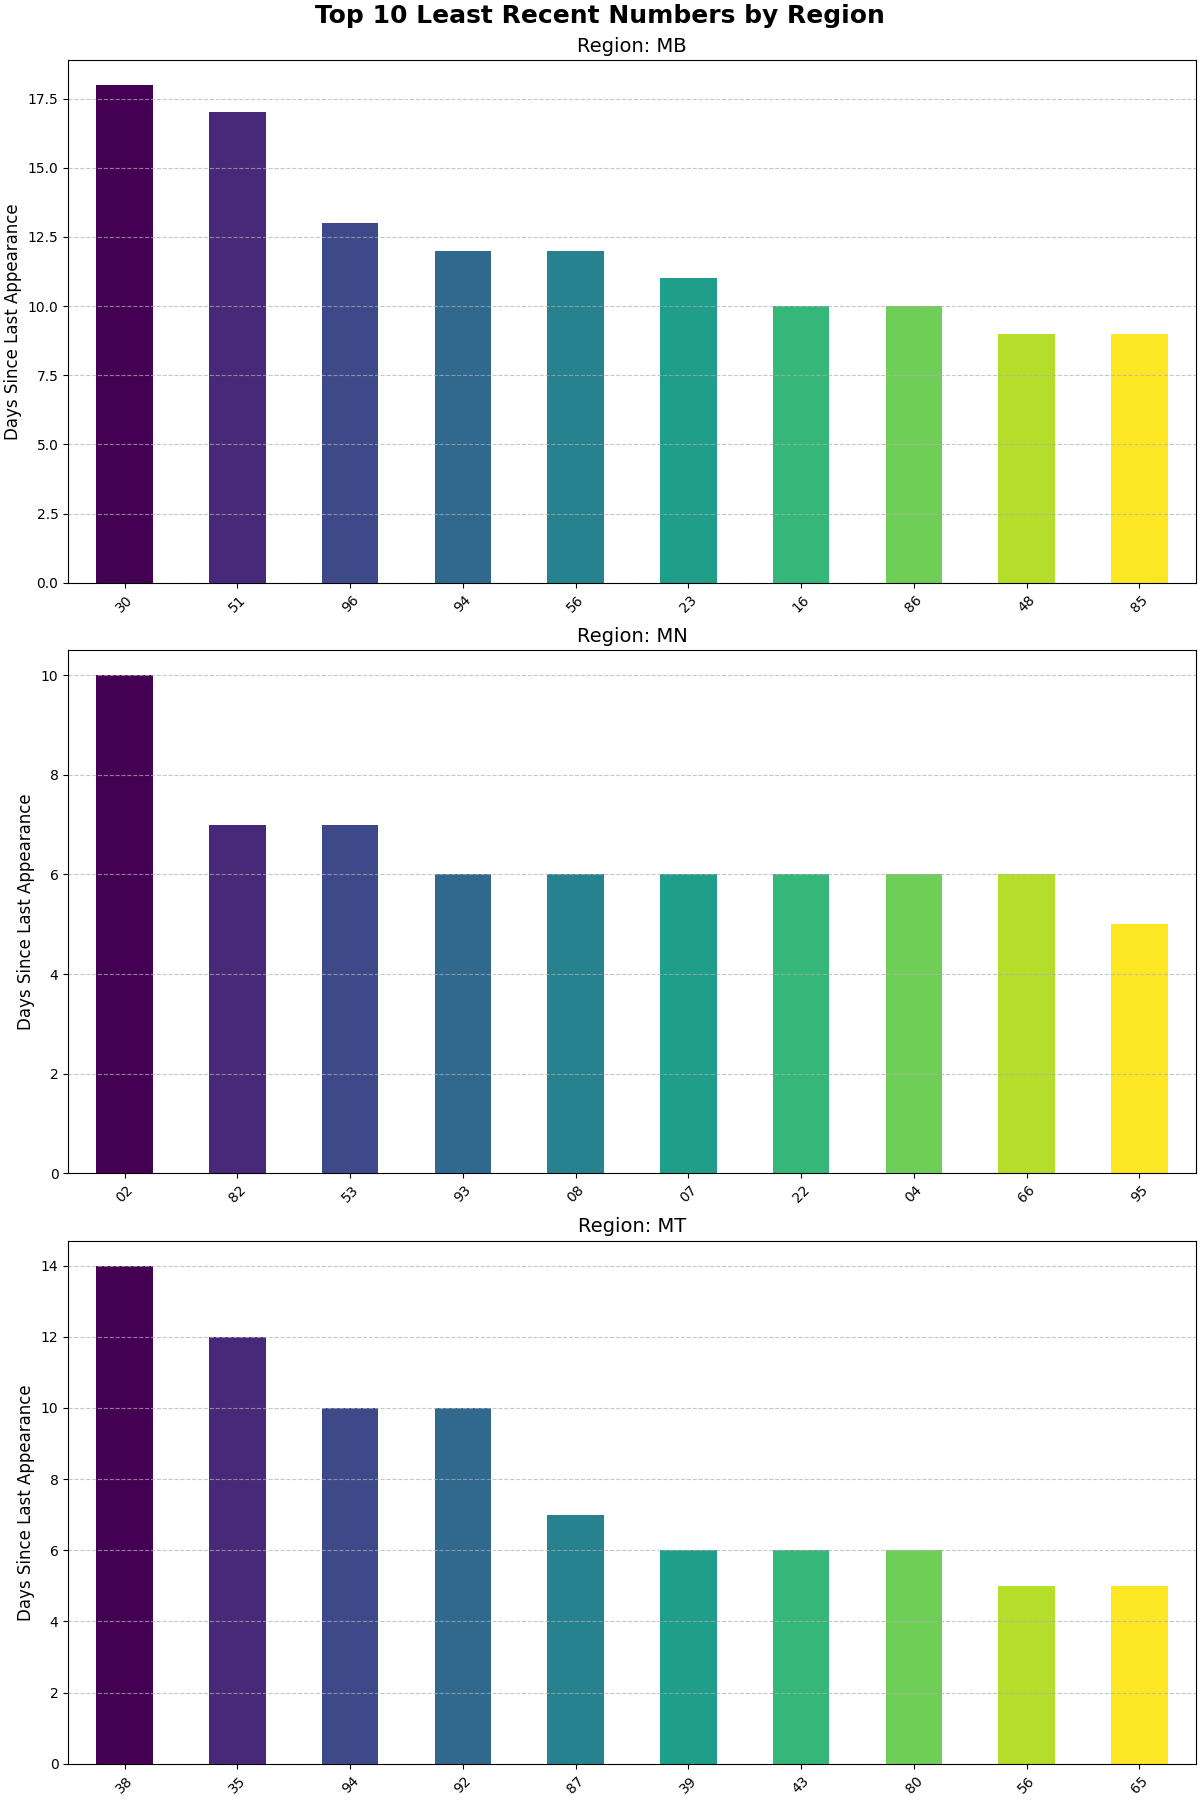 Top 10 Least Recent Numbers by Region
Region: MB
Days Since Last Appearance
17.5
15.0
12.5
10.0
7.5
5.0
2.5
0.0
30 51 96 94 56 23 16 86 48 85
Region: MN
Days Since Last Appearance
10
8
6
4
2
0
02 82 53 93 08 07 22 04 66 95
Region: MT
Days Since Last Appearance
14
12
10
8
6
4
2
0
38 35 94 92 87 39 43 80 56 65